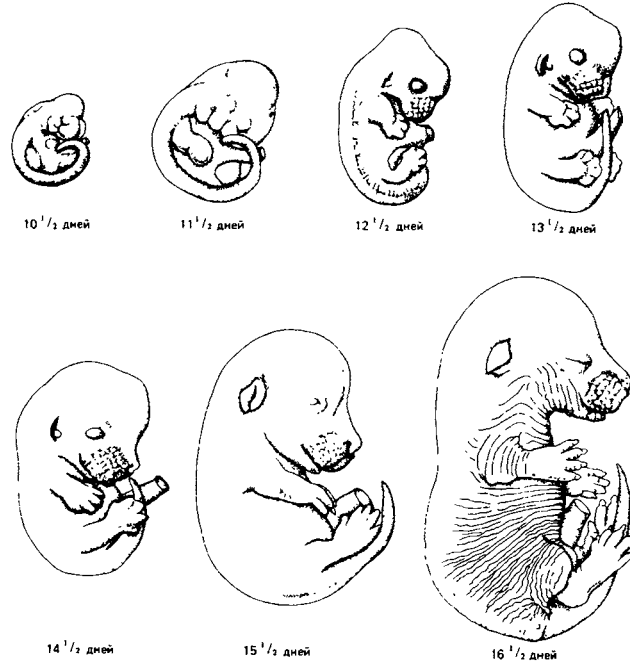 10 1/2 дней
11 1/2 дней
12 1/2 дней
13 1/2 дней
14 1/2 дней
15 1/2 дней
16 1/2 дней